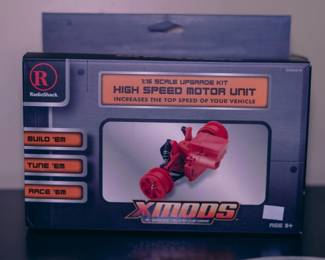 R
RadioShack
1:16 SCALE UPGRADE KIT
HIGH SPEED MOTOR UNIT
INCREASES THE TOP SPEED OF YOUR VEHICLE
BUILD 'EM
TUNE 'EM
RACE 'EM
XMODS
AGE 8+